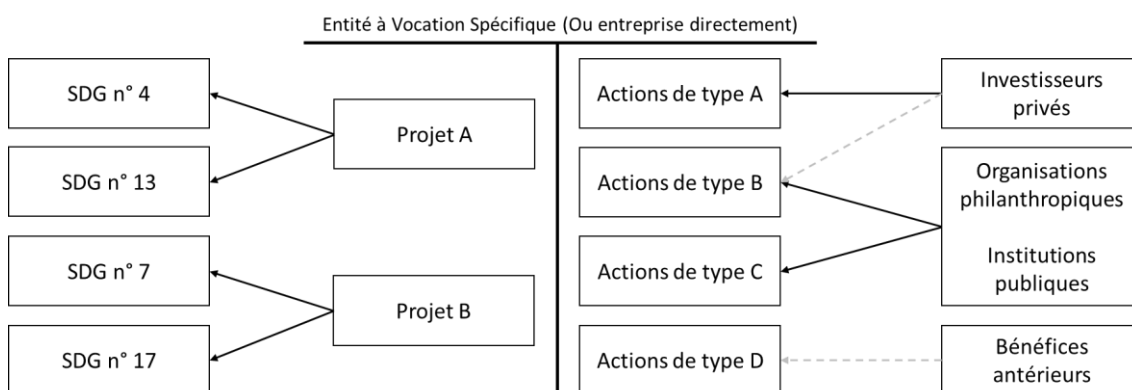 Entité à Vocation Spécifique (Ou entreprise directement)
SDG n° 4
SDG n° 13
SDG n° 7
SDG n° 17
Projet A
Projet B
Actions de type A
Actions de type B
Actions de type C
Actions de type D
Investisseurs
privés
Organisations
philanthropiques
Institutions
publiques
Bénéfices
antérieurs